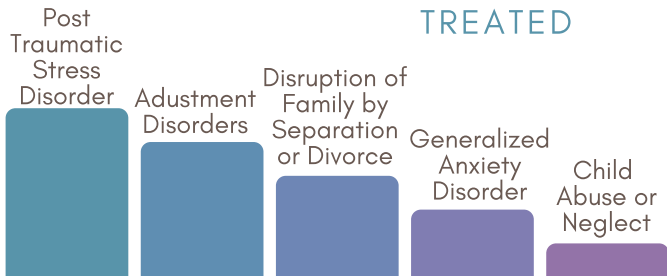 TREATED
Post
Traumatic
Stress
Disorder
Adustment
Disorders
Disruption of
Family by
Separation
or Divorce
Generalized
Anxiety
Disorder
Child
Abuse or
Neglect